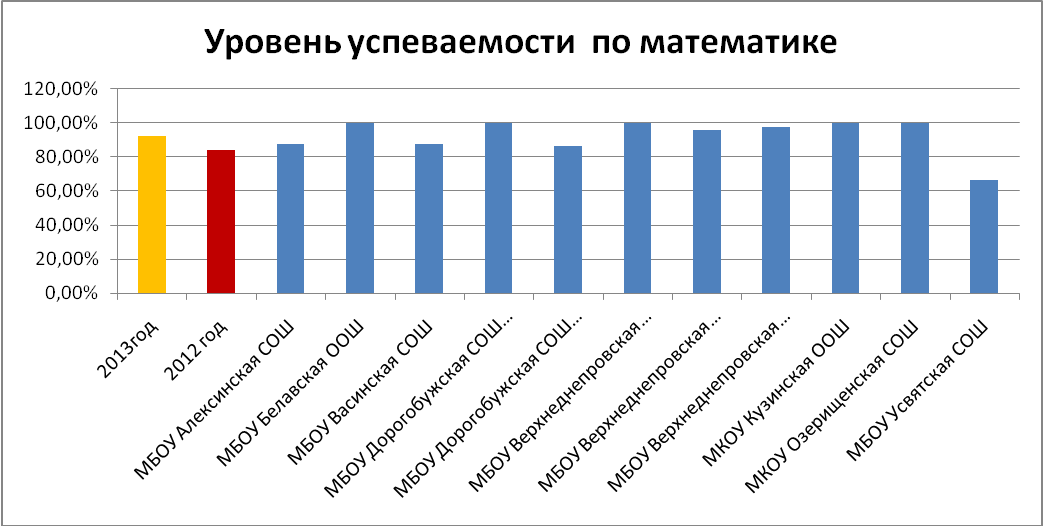 Уровень успеваемости по математике
120,00%
100,00%
80,00%
60,00%
40,00%
20,00%
0,00%
2013год
2012 год
МБОУ Алексинская СОШ
МБОУ Белавская ООШ
МБОУ Васинская СОШ
МБОУ Дорогобужская СОШ...
МБОУ Дорогобужская СОШ...
МБОУ Верхнеднепровская...
МБОУ Верхнеднепровская...
МБОУ Верхнеднепровская...
МКОУ Кузинская ООШ
МКОУ Озерищенская СОШ
МБОУ Усвятская СОШ